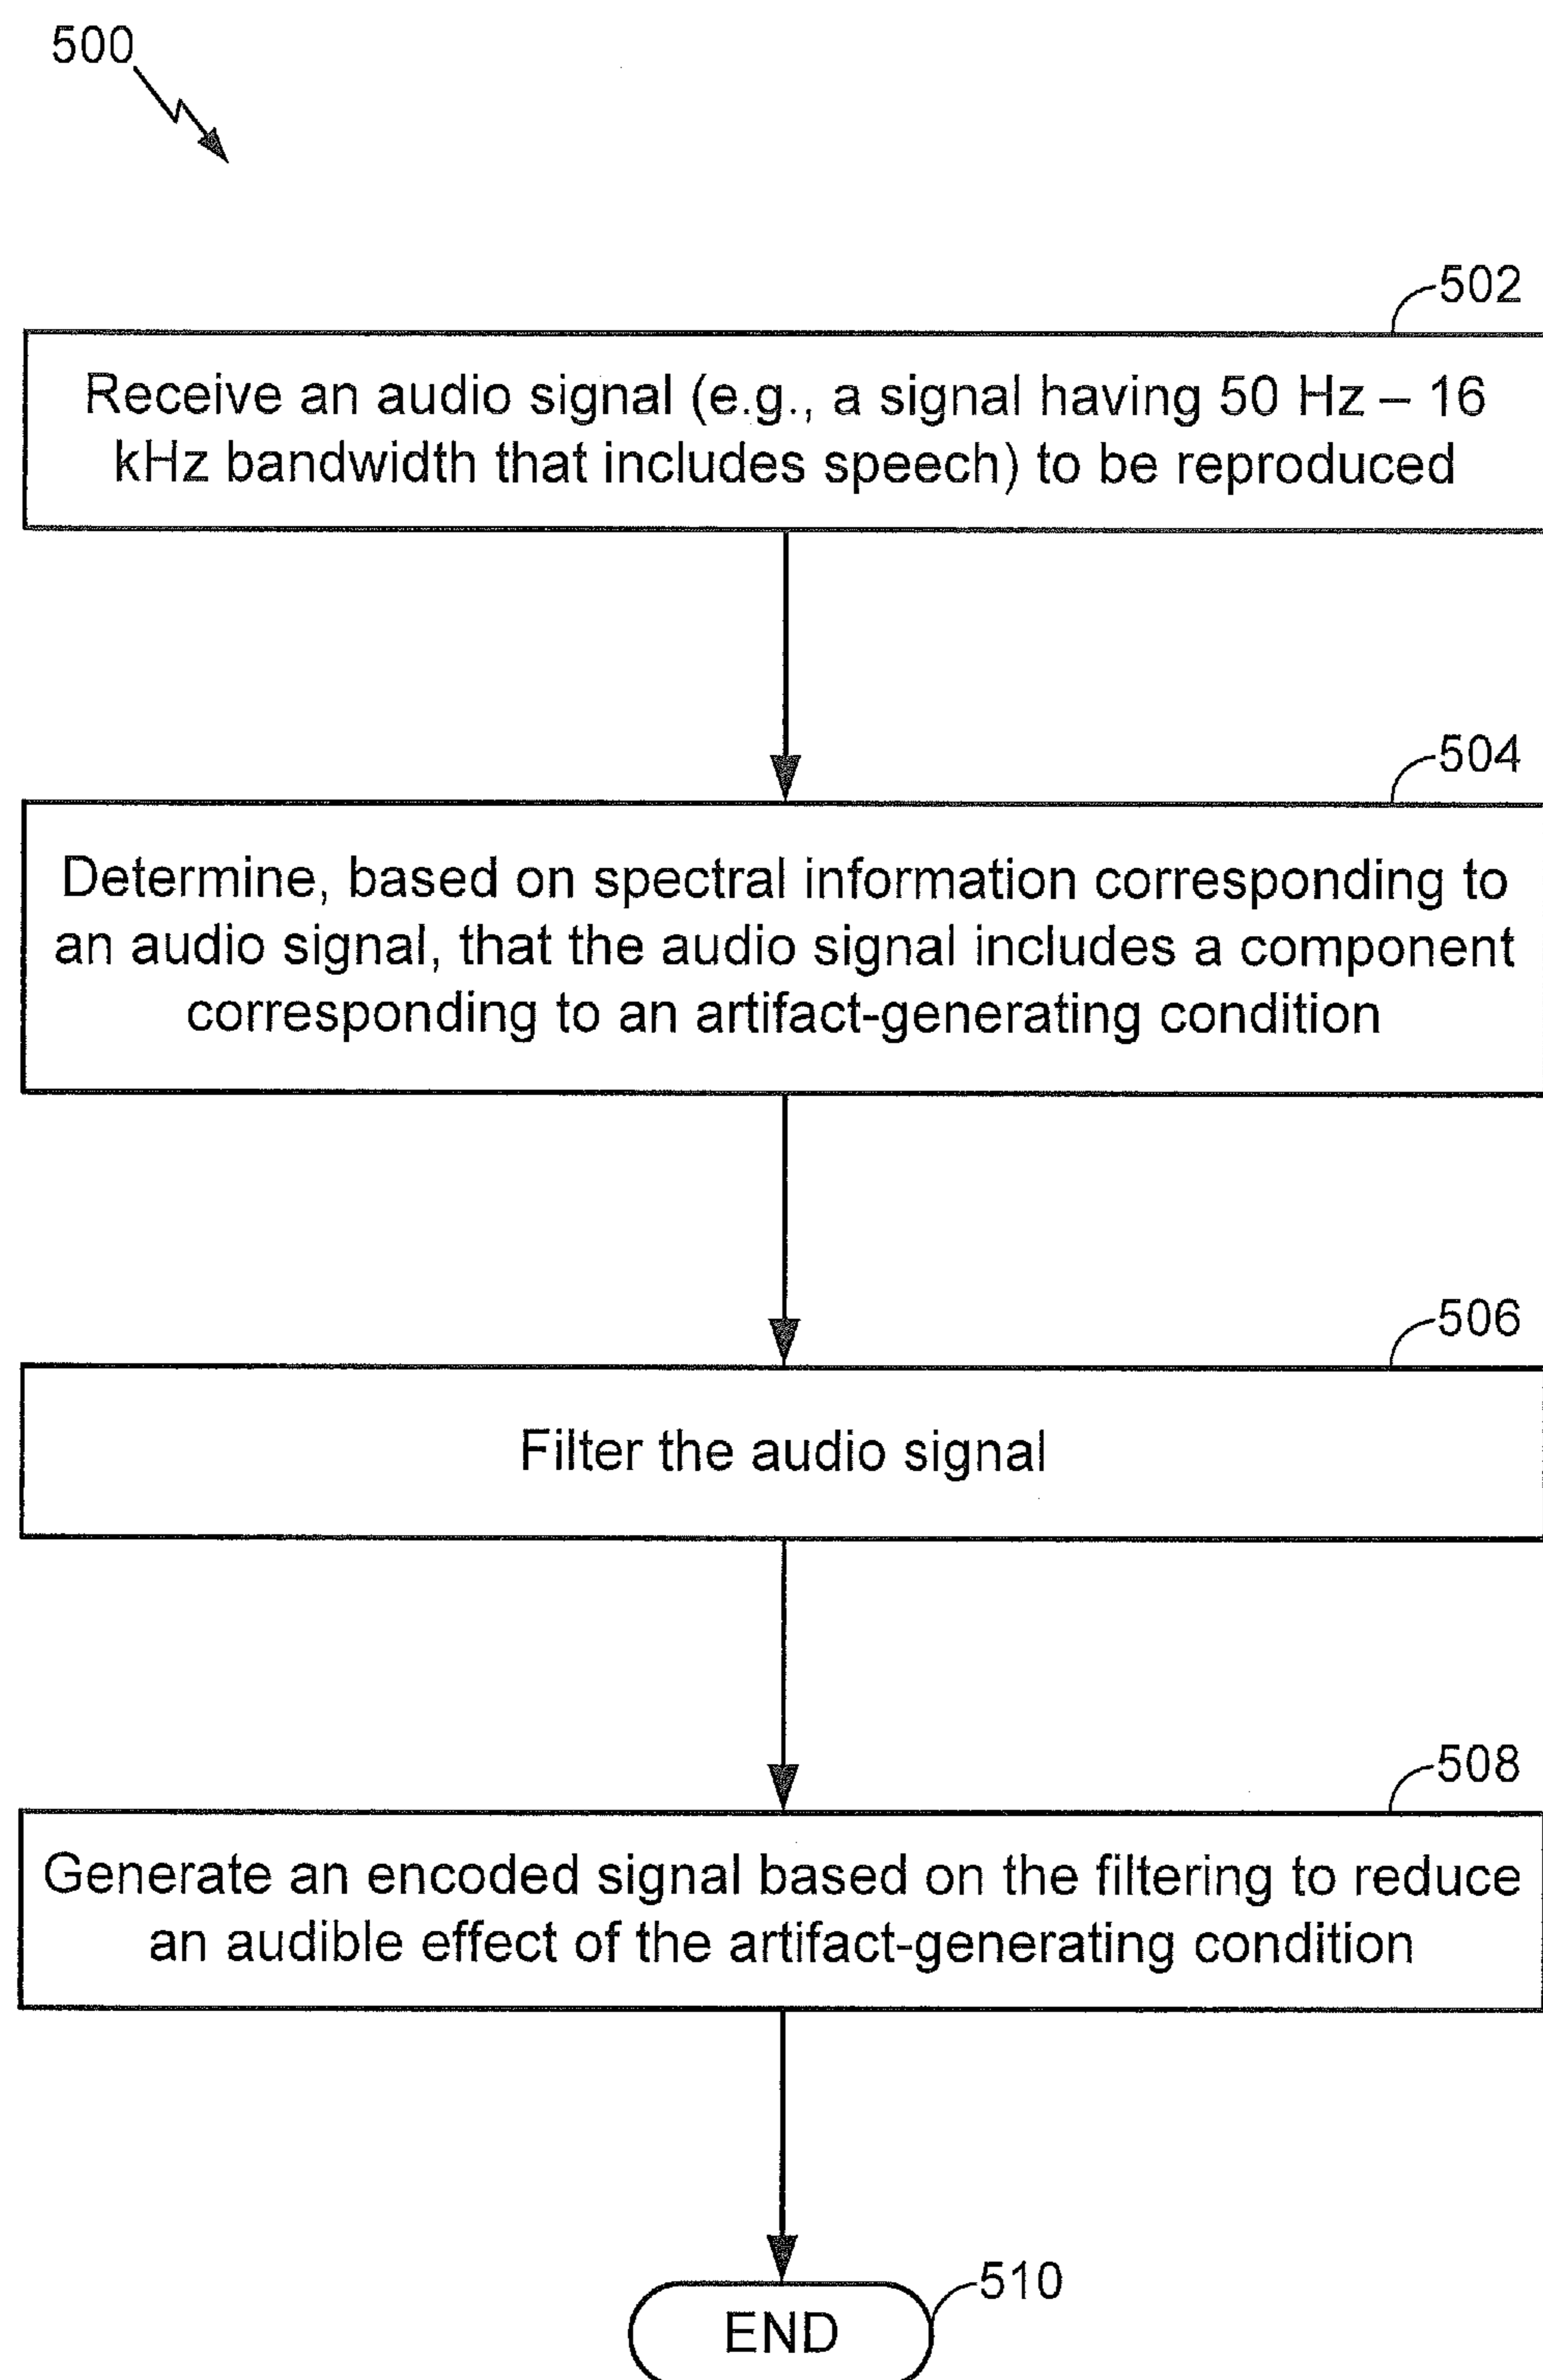 500
502
Receive an audio signal (e.g., a signal having 50 Hz – 16
kHz bandwidth that includes speech) to be reproduced
504
Determine, based on spectral information corresponding to
an audio signal, that the audio signal includes a component
corresponding to an artifact-generating condition
506
Filter the audio signal
508
Generate an encoded signal based on the filtering to reduce
an audible effect of the artifact-generating condition
510
END